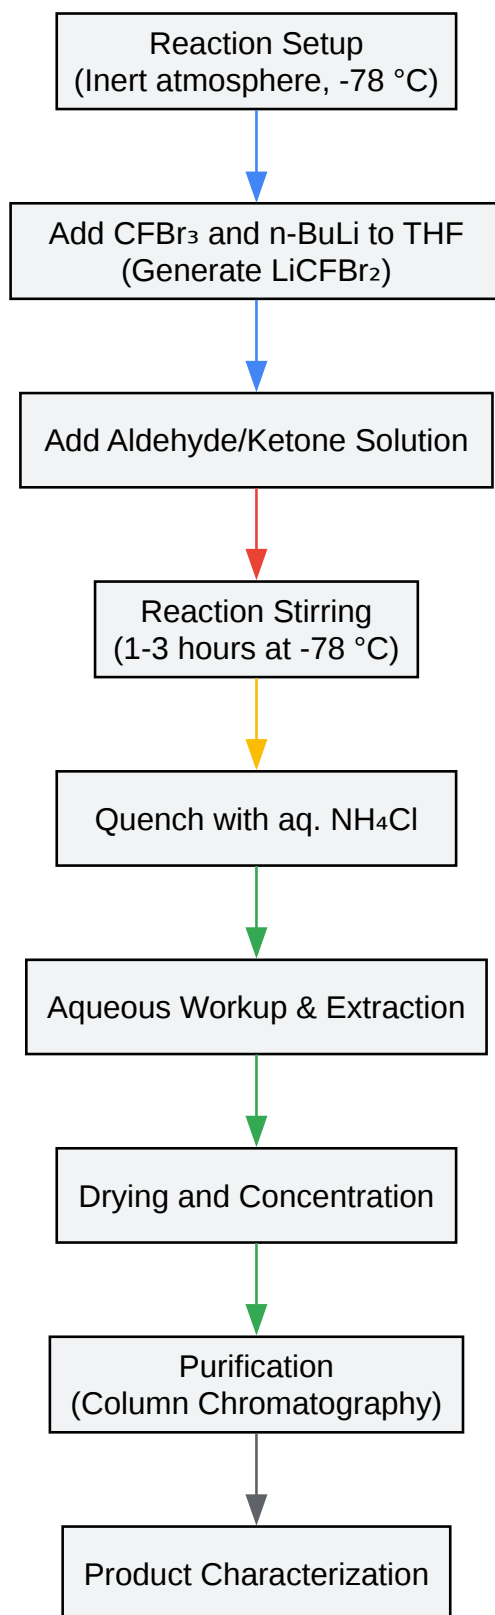 Reaction Setup
(Inert atmosphere, -78 °C)
Add CFBr₃ and n-BuLi to THF
(Generate LiCFBr₂)
Add Aldehyde/Ketone Solution
Reaction Stirring
(1-3 hours at -78 °C)
Quench with aq. NH₄Cl
Aqueous Workup & Extraction
Drying and Concentration
Purification
(Column Chromatography)
Product Characterization